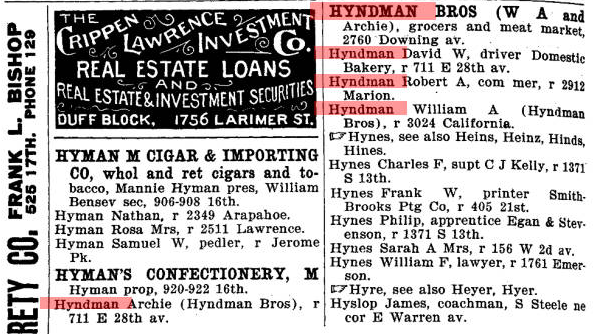 RETY CO. FRANK L. BISHOP
525 17TH. PHONE 129
THE
CRIPPEN
LAWRENCE INVESTMENT
CO.
REAL ESTATE LOANS
AND
REAL ESTATE & INVESTMENT SECURITIES
DUFF BLOCK, 1756 LARIMER ST.
HYMAN M CIGAR & IMPORTING
CO, whol and ret cigars and to-
bacco, Mannie Hyman pres, William
Bensev sec, 906-908 16th.
Hyman Nathan, r 2349 Arapahoe.
Hyman Rosa Mrs, r 2511 Lawrence.
Hyman Samuel W, pedler, r Jerome
Pk.
HYMAN'S CONFECTIONERY, M
Hyman prop, 920-922 16th.
Hyndman Archie (Hyndman Bros), r
711 E 28th av.
HYNDMAN BROS (W A and
Archie), grocers and meat market,
2760 Downing av.
Hyndman David W, driver Domestic
Bakery, r 711 E 28th av.
Hyndman Robert A, com mer, r 2912
Marion.
Hyndman William A (Hyndman
Bros), r 3024 California.
☞Hynes, see also Heins, Heinz, Hinds,
Hines.
Hynes Charles F, supt C J Kelly, r 1371
S 13th.
Hynes Frank W, printer Smith-
Brooks Ptg Co, r 405 21st.
Hynes Philip, apprentice Egan & Stev-
enson, r 1371 S 13th.
Hynes Sarah A Mrs, r 156 W 2d av.
Hynes William F, lawyer, r 1761 Emer-
son.
☞Hyre, see also Heyer, Hyer.
Hyslop James, coachman, S Steele ne
cor E Warren av.